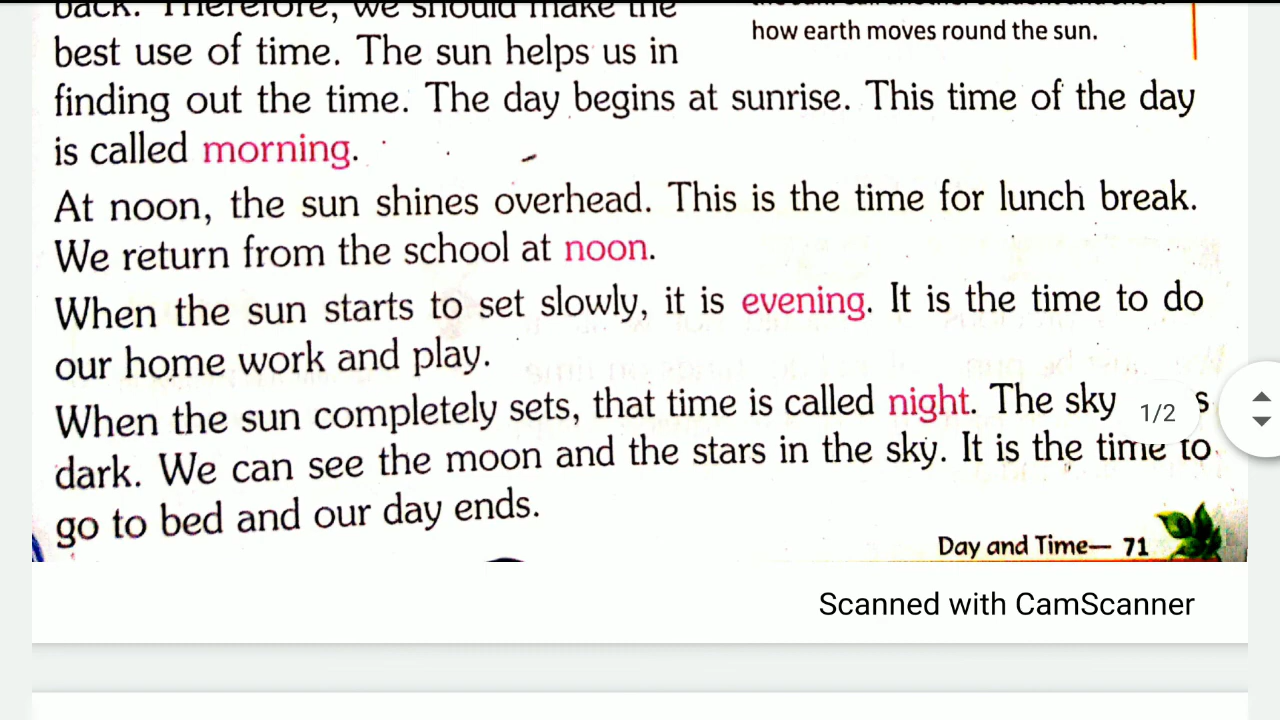 back. Therefore, we should make the
best use of time. The sun helps us in
how earth moves round the sun.
finding out the time. The day begins at sunrise. This time of the day
is called morning.
At noon, the sun shines overhead. This is the time for lunch break.
We return from the school at noon.
When the sun starts to set slowly, it is evening. It is the time to do
our home work and play.
When the sun completely sets, that time is called night. The sky s
1/2
dark. We can see the moon and the stars in the sky. It is the time to
go to bed and our day ends.
Day and Time— 71
Scanned with CamScanner